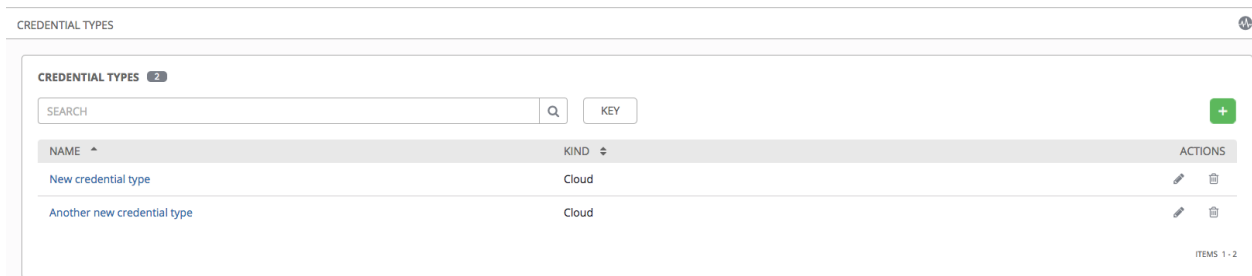 CREDENTIAL TYPES
CREDENTIAL TYPES 2
SEARCH KEY +
NAME KIND ACTIONS
New credential type Cloud
Another new credential type Cloud
ITEMS 1 - 2